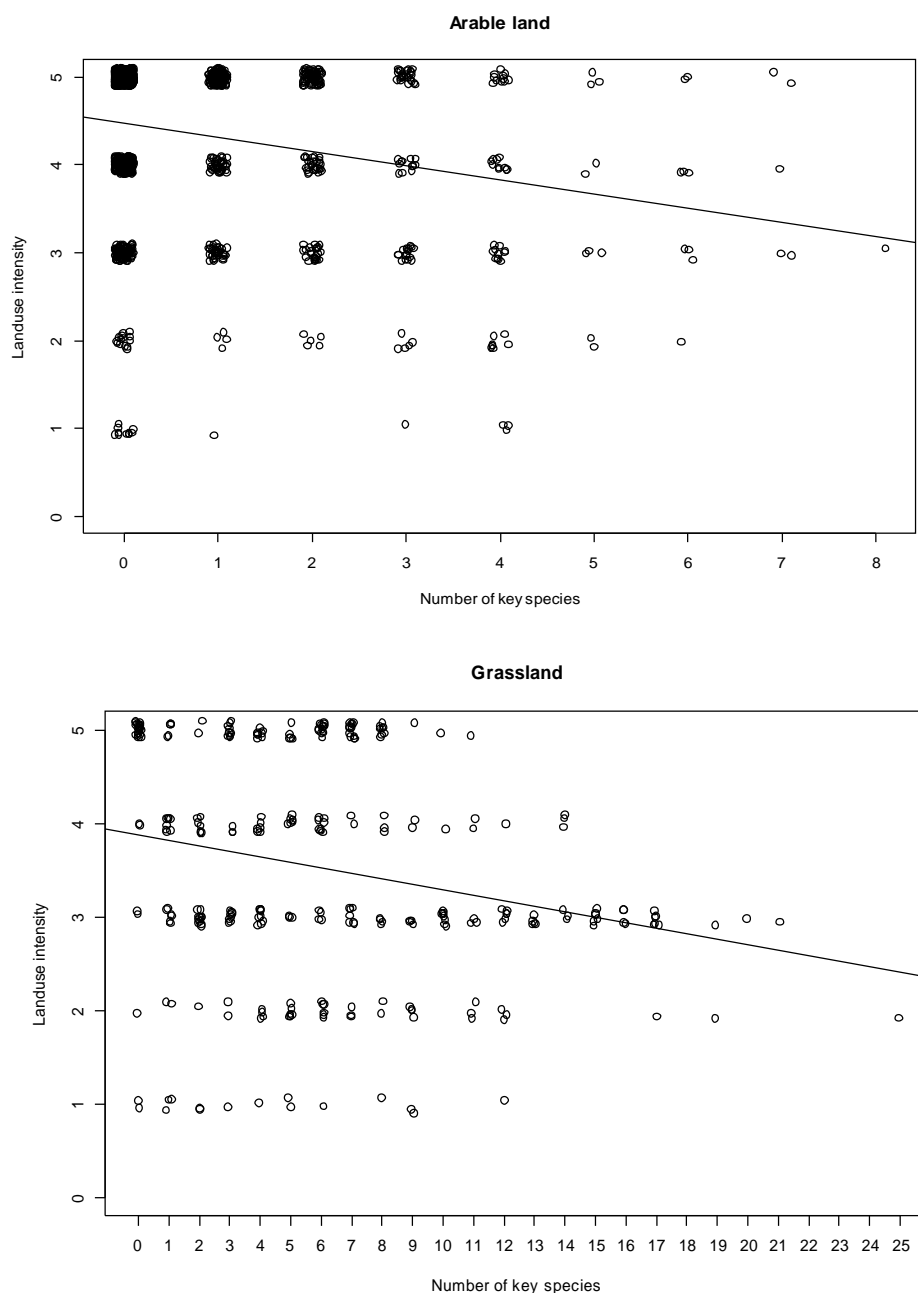 Arable land
5
4
3
2
1
0
Landuse intensity
0 1 2 3 4 5 6 7 8
Number of key species
Grassland
5
4
3
2
1
0
Landuse intensity
0 1 2 3 4 5 6 7 8 9 10 11 12 13 14 15 16 17 18 19 20 21 22 23 24 25
Number of key species